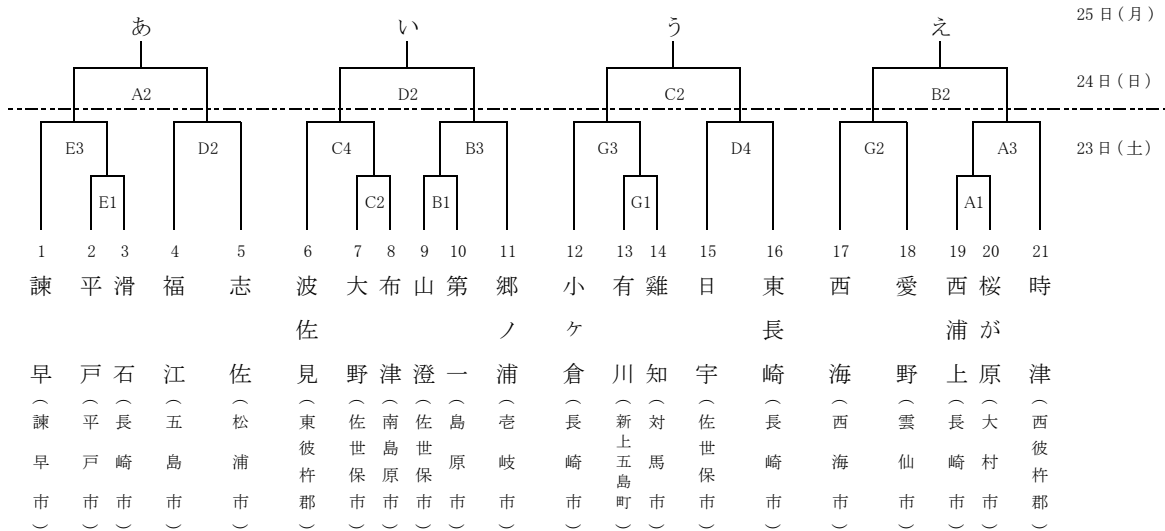 25日(月)
あ
い
う
え
24日(日)
A2
D2
C2
B2
23日(土)
E3
D2
C4
B3
G3
D4
G2
A3
E1
C2
B1
G1
A1
1
2
3
4
5
6
7
8
9
10
11
12
13
14
15
16
17
18
19
20
21
諫早(諫早市)
平戸(平戸市)
滑石(長崎市)
福江(五島市)
志佐(松浦市)
波佐見(東彼杵郡)
大野(佐世保市)
布津(南島原市)
山澄(佐世保市)
第一(島原市)
郷ノ浦(壱岐市)
小ケ倉(長崎市)
有川(新上五島町)
雞知(対馬市)
日宇(佐世保市)
東長崎(長崎市)
西海(西海市)
愛野(雲仙市)
西浦上(長崎市)
桜が原(大村市)
時津(西彼杵郡)